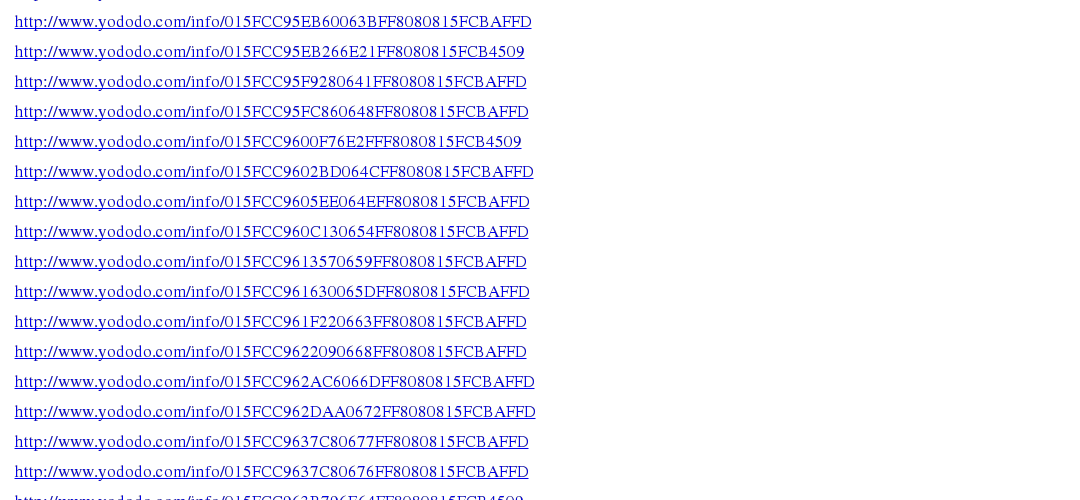 http://www.yododo.com/info/015FCC95EB60063BFF8080815FCBAFFD
http://www.yododo.com/info/015FCC95EB266E21FF8080815FCB4509
http://www.yododo.com/info/015FCC95F9280641FF8080815FCBAFFD
http://www.yododo.com/info/015FCC95FC860648FF8080815FCBAFFD
http://www.yododo.com/info/015FCC9600F76E2FFF8080815FCB4509
http://www.yododo.com/info/015FCC9602BD064CFF8080815FCBAFFD
http://www.yododo.com/info/015FCC9605EE064EFF8080815FCBAFFD
http://www.yododo.com/info/015FCC960C130654FF8080815FCBAFFD
http://www.yododo.com/info/015FCC9613570659FF8080815FCBAFFD
http://www.yododo.com/info/015FCC961630065DFF8080815FCBAFFD
http://www.yododo.com/info/015FCC961F220663FF8080815FCBAFFD
http://www.yododo.com/info/015FCC9622090668FF8080815FCBAFFD
http://www.yododo.com/info/015FCC962AC6066DFF8080815FCBAFFD
http://www.yododo.com/info/015FCC962DAA0672FF8080815FCBAFFD
http://www.yododo.com/info/015FCC9637C80677FF8080815FCBAFFD
http://www.yododo.com/info/015FCC9637C80676FF8080815FCBAFFD